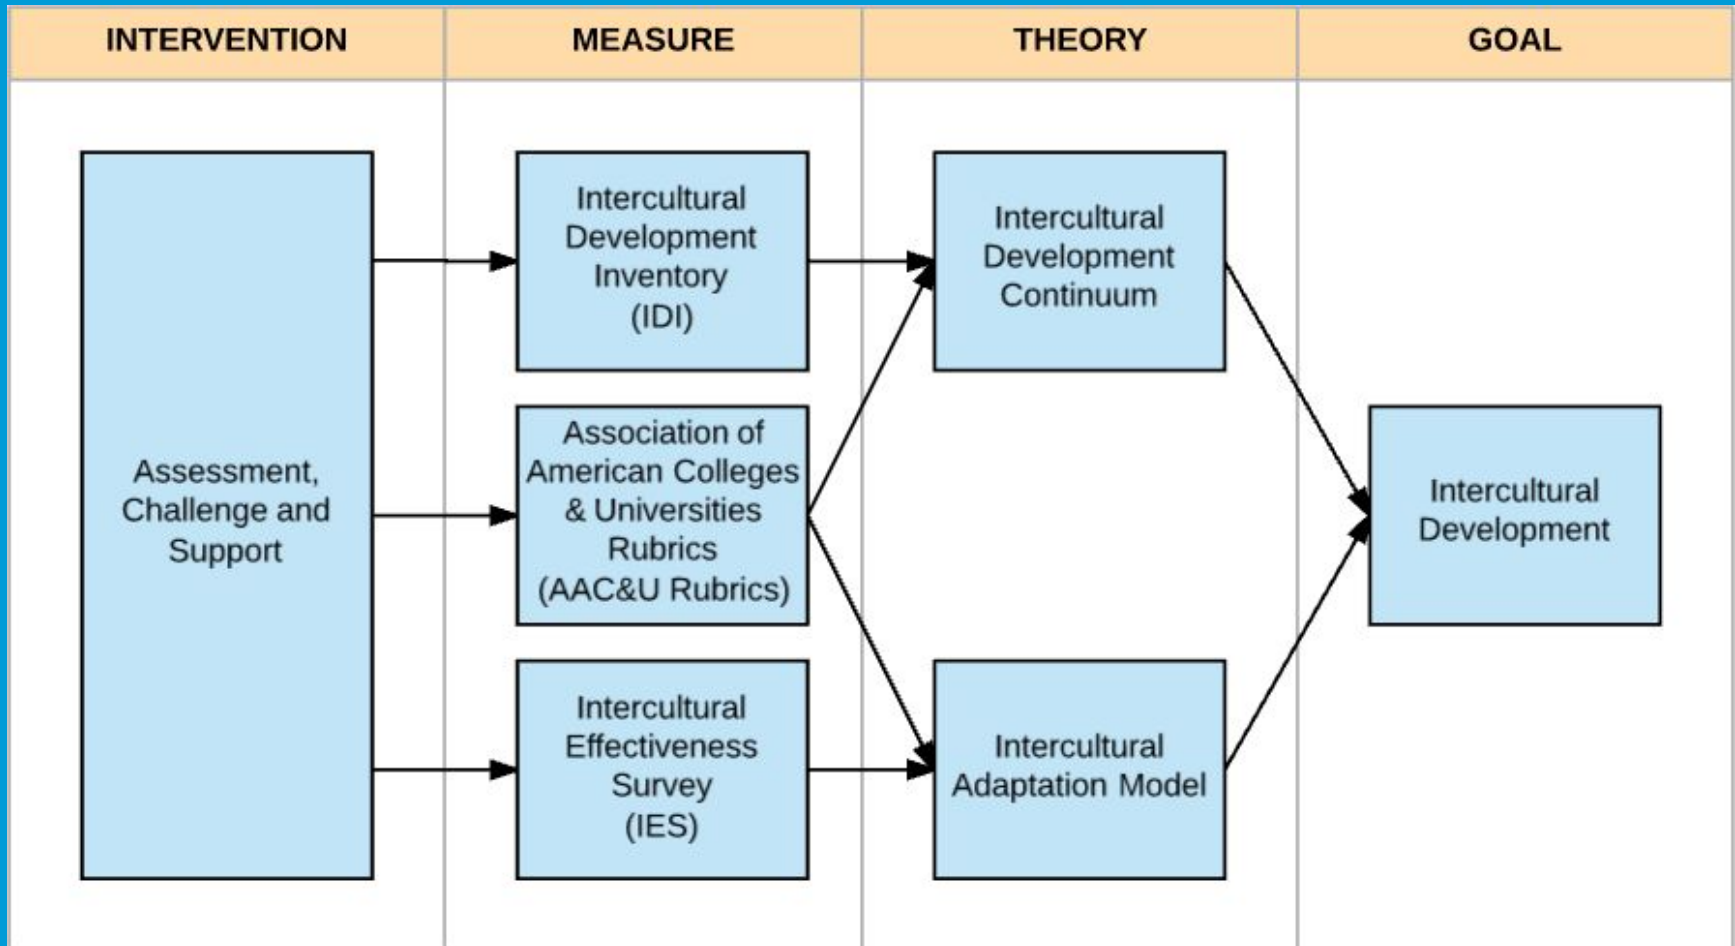 INTERVENTION
MEASURE
THEORY
GOAL
Assessment,
Challenge and
Support
Intercultural
Development
Inventory
(IDI)
Association of
American Colleges
& Universities
Rubrics
(AAC&U Rubrics)
Intercultural
Effectiveness
Survey
(IES)
Intercultural
Development
Continuum
Intercultural
Adaptation Model
Intercultural
Development